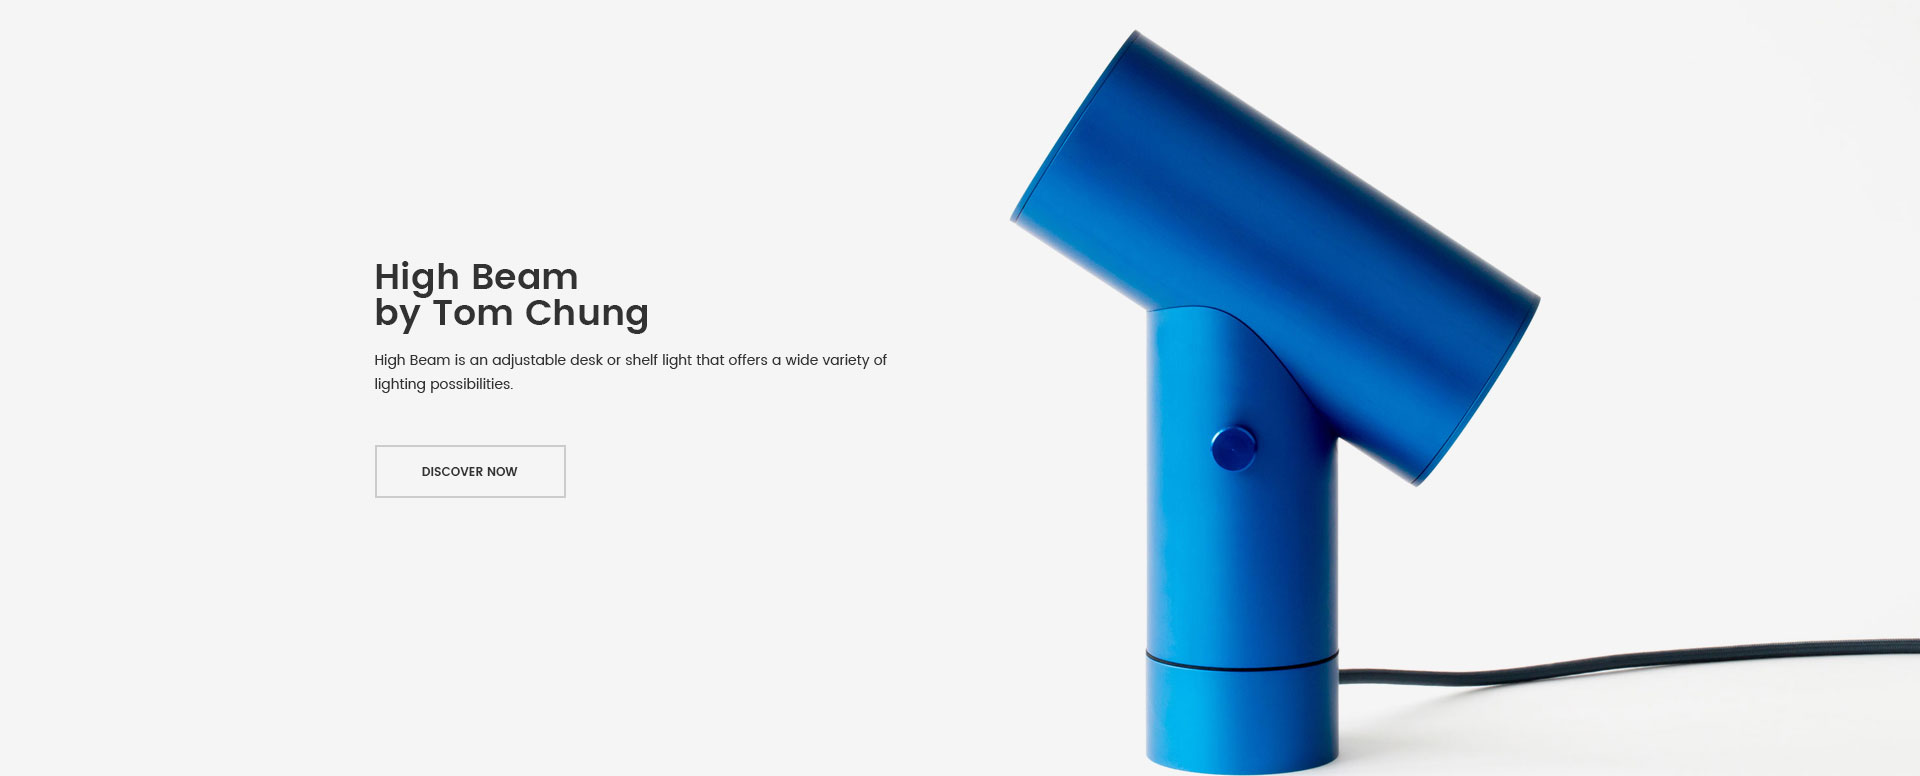 High Beam
by Tom Chung
High Beam is an adjustable desk or shelf light that offers a wide variety of
lighting possibilities.
DISCOVER NOW